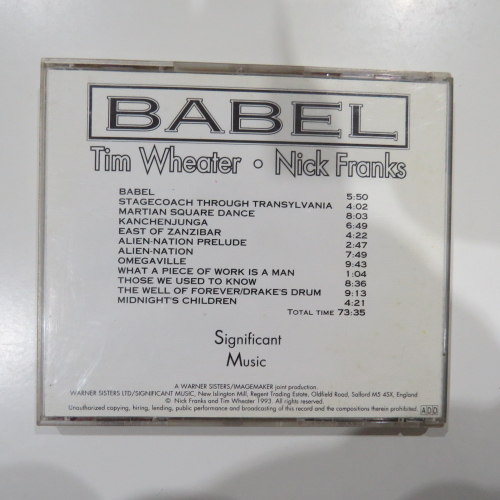 BABEL
Tim Wheater • Nick Franks
BABEL 5:50
STAGECOACH THROUGH TRANSYLVANIA 4:02
MARTIAN SQUARE DANCE 8:03
KANCHENJUNGA 6:49
EAST OF ZANZIBAR 4:22
ALIEN-NATION PRELUDE 2:47
ALIEN-NATION 7:49
OMEGAVILLE 9:43
WHAT A PIECE OF WORK IS A MAN 1:04
THOSE WE USED TO KNOW 8:36
THE WELL OF FOREVER/DRAKE'S DRUM 9:13
MIDNIGHT'S CHILDREN 4:21
TOTAL TIME 73:35
Significant
Music
A WARNER SISTERS/IMAGEMAKER joint production.
WARNER SISTERS LTD/SIGNIFICANT MUSIC, New Islington Mill, Regent Trading Estate, Oldfield Road, Salford M5 4SX, England
© Nick Franks and Tim Wheater 1993. All rights reserved.
Unauthorized copying, hiring, lending, public performance and broadcasting of this record and the compositions therein prohibited. ADD